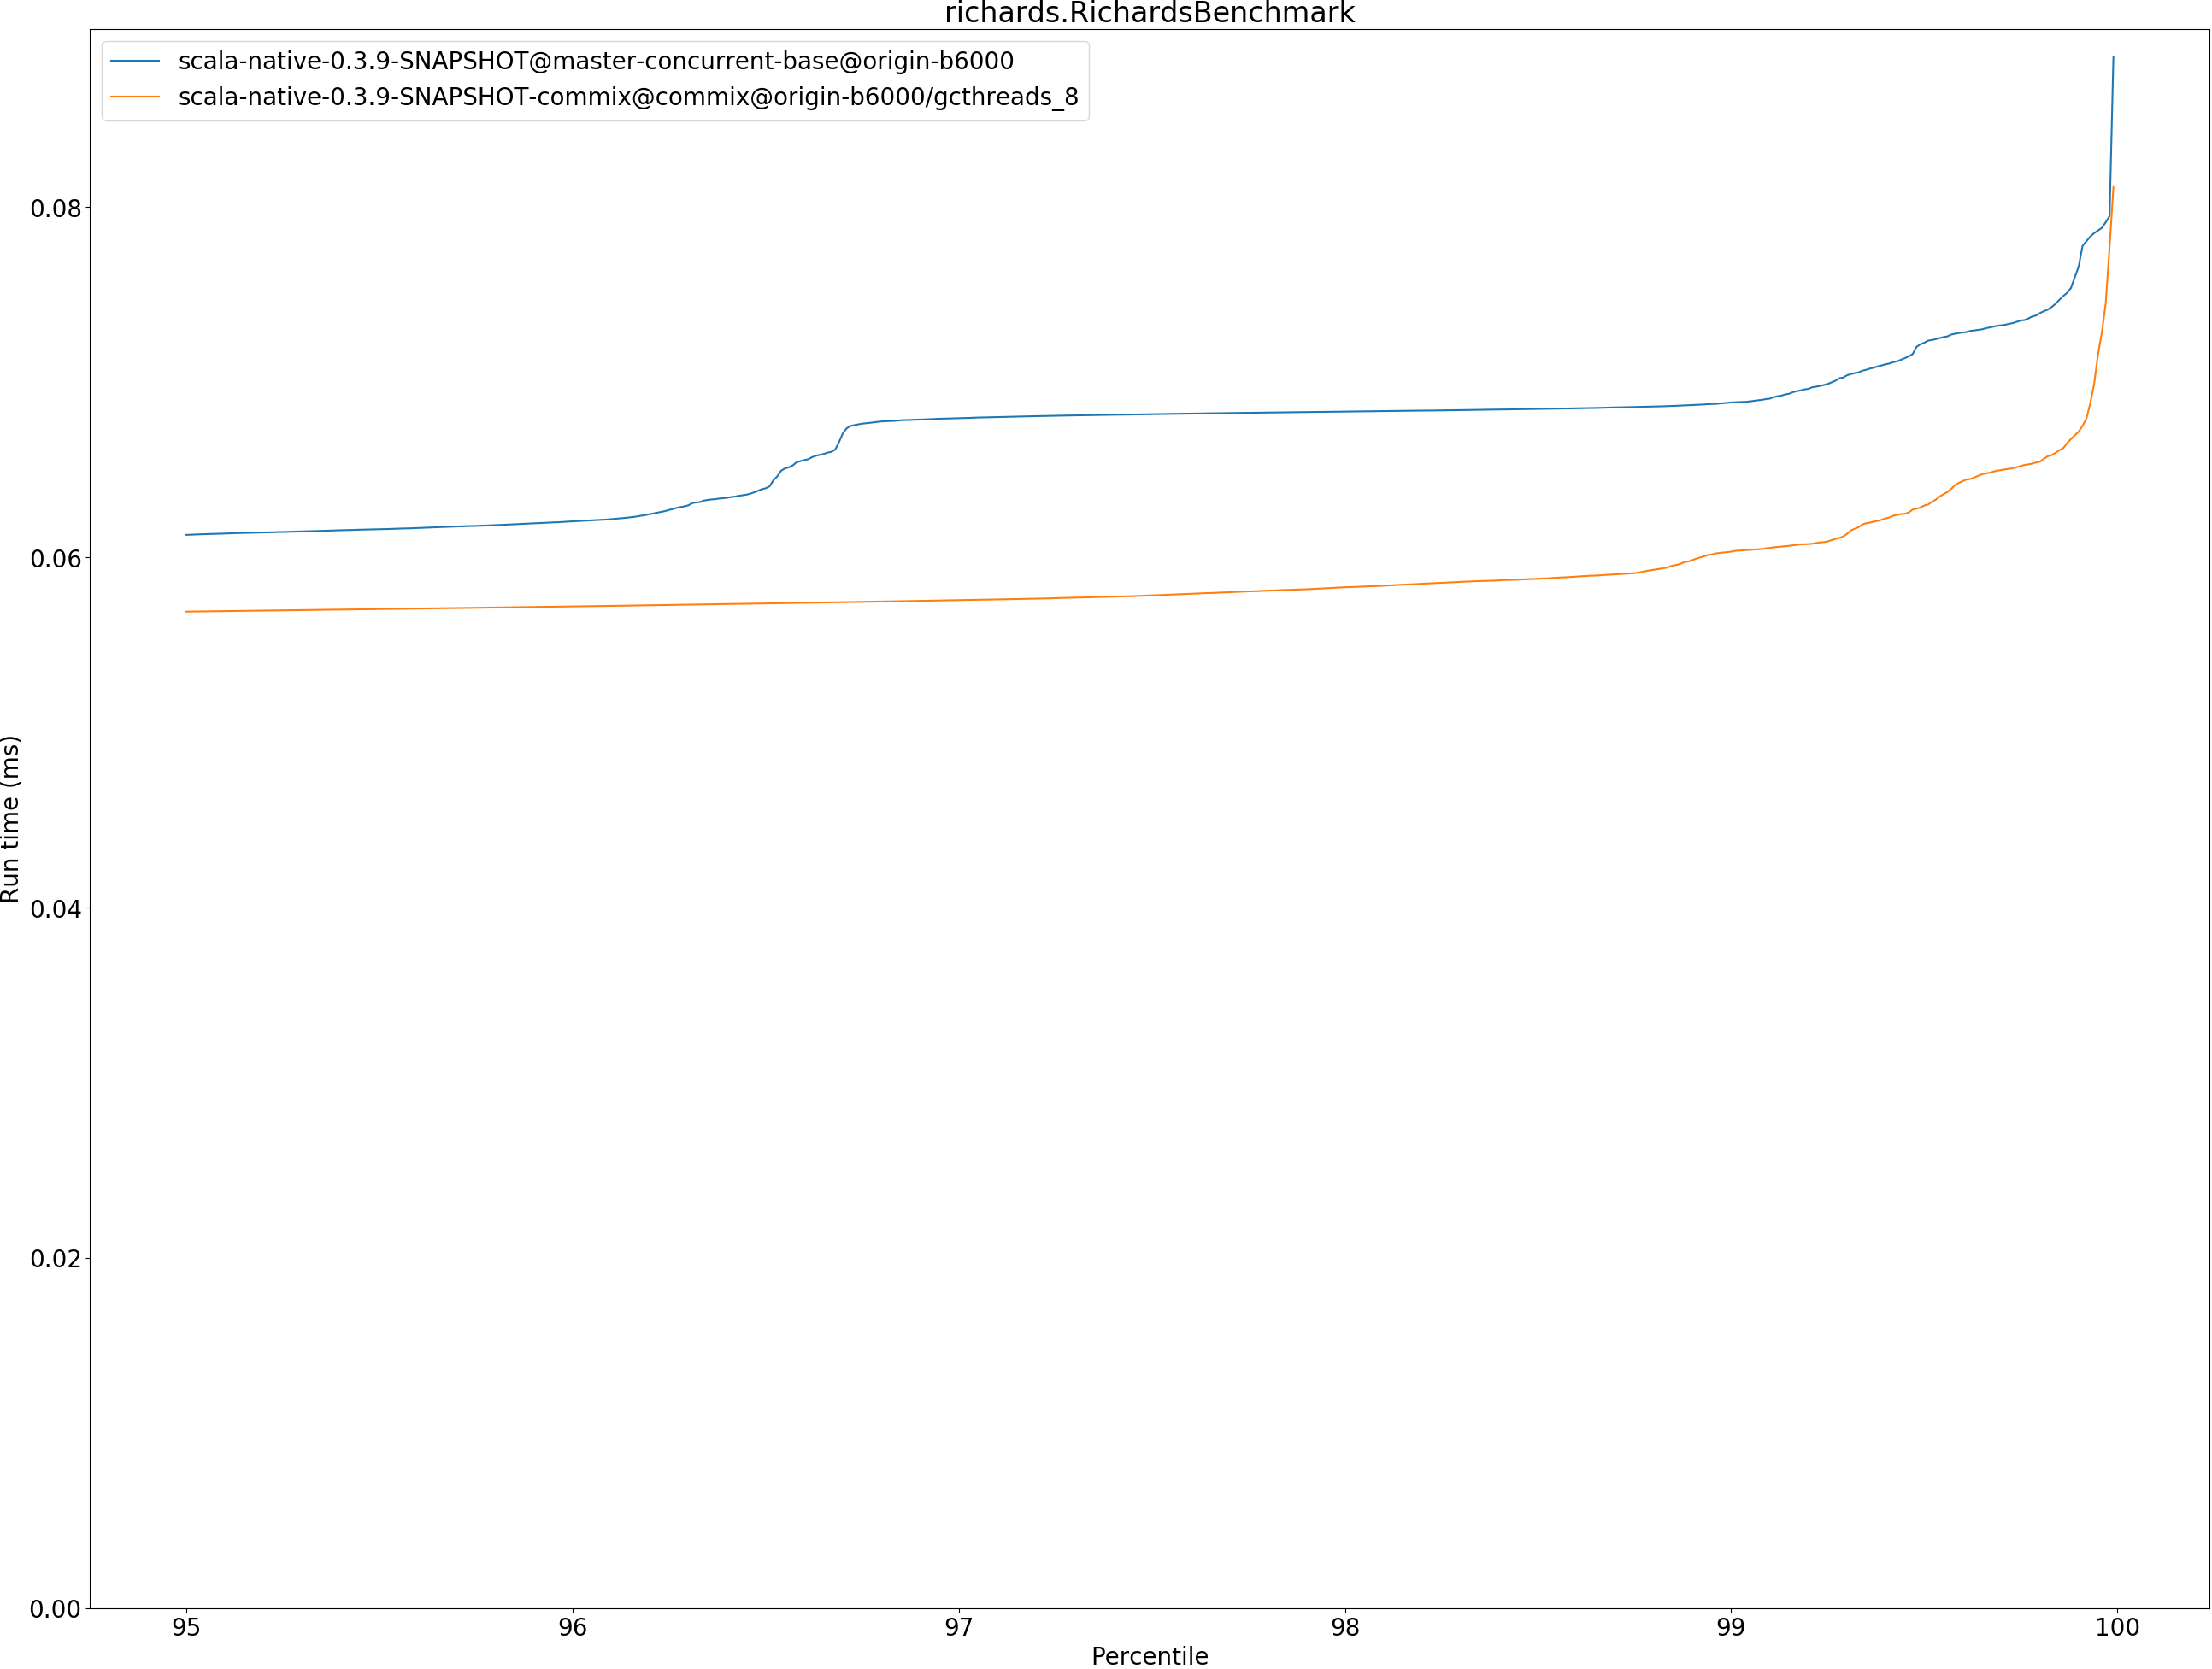 richards.RichardsBenchmark
scala-native-0.3.9-SNAPSHOT@master-concurrent-base@origin-b6000
scala-native-0.3.9-SNAPSHOT-commix@commix@origin-b6000/gcthreads_8
0.08
0.06
0.04
0.02
0.00
Run time (ms)
95 96 97 98 99 100
Percentile